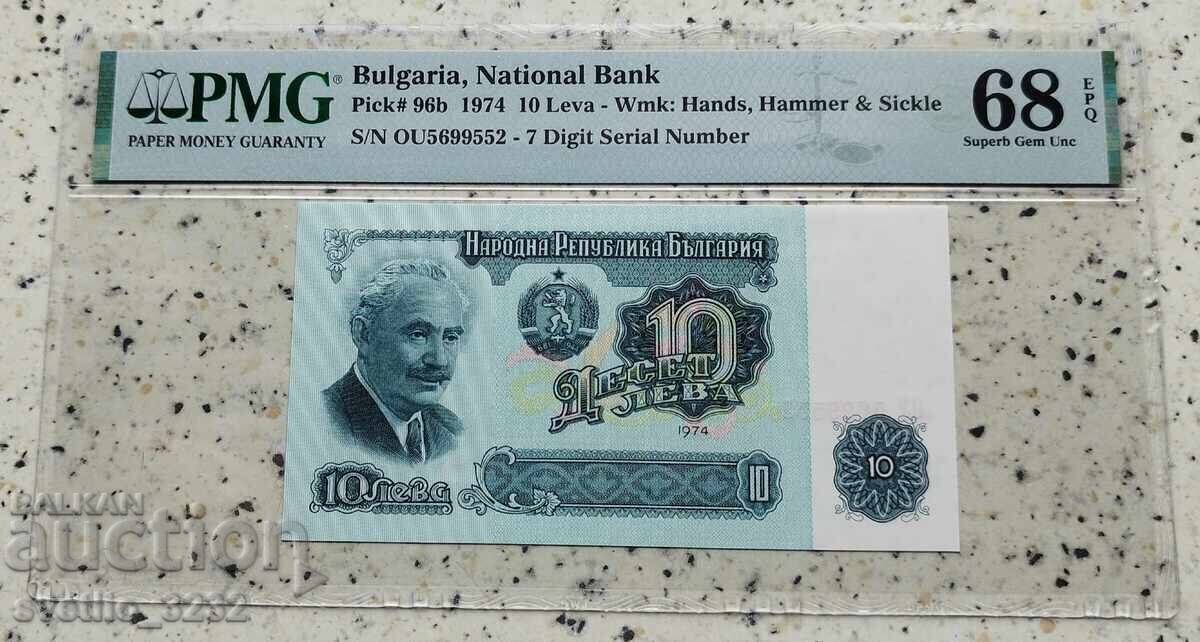 PMG®
PAPER MONEY GUARANTY
Bulgaria, National Bank
Pick# 96b 1974 10 Leva - Wmk: Hands, Hammer & Sickle
S/N OU5699552 - 7 Digit Serial Number
68
EPQ
Superb Gem Unc
НАРОДНА РЕПУБЛИКА БЪЛГАРИЯ
10
ДЕСЕТ
ЛЕВА
1974
10 ЛЕВА
10
10
BALKAN
auction
stedio_3232